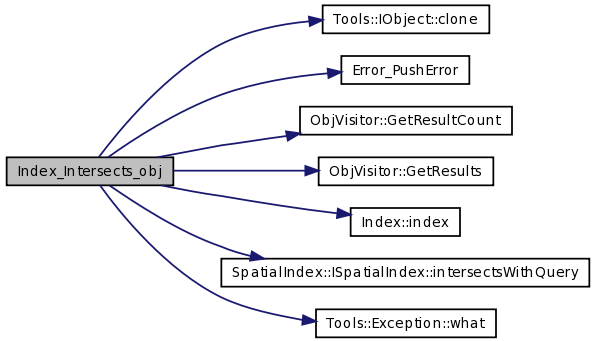 Tools::IObject::clone
Error_PushError
ObjVisitor::GetResultCount
Index_Intersects_obj
ObjVisitor::GetResults
Index::index
SpatialIndex::ISpatialIndex::intersectsWithQuery
Tools::Exception::what